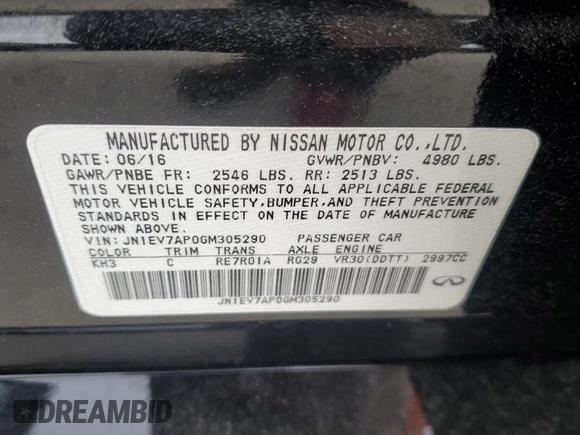 MANUFACTURED BY NISSAN MOTOR CO.,LTD.
DATE: 06/16 GVWR/PNBV: 4980 LBS.
GAWR/PNBE FR: 2546 LBS. RR: 2513 LBS.
THIS VEHICLE CONFORMS TO ALL APPLICABLE FEDERAL
MOTOR VEHICLE SAFETY,BUMPER,AND THEFT PREVENTION
STANDARDS IN EFFECT ON THE DATE OF MANUFACTURE
SHOWN ABOVE.
VIN: JN1EV7AP0GM305290 PASSENGER CAR
COLOR TRIM TRANS AXLE ENGINE
KH3 C RE7R01A RG29 VR30(DDTT) 2997CC
JN1EV7AP0GM305290
INFINITI
DREAMBID